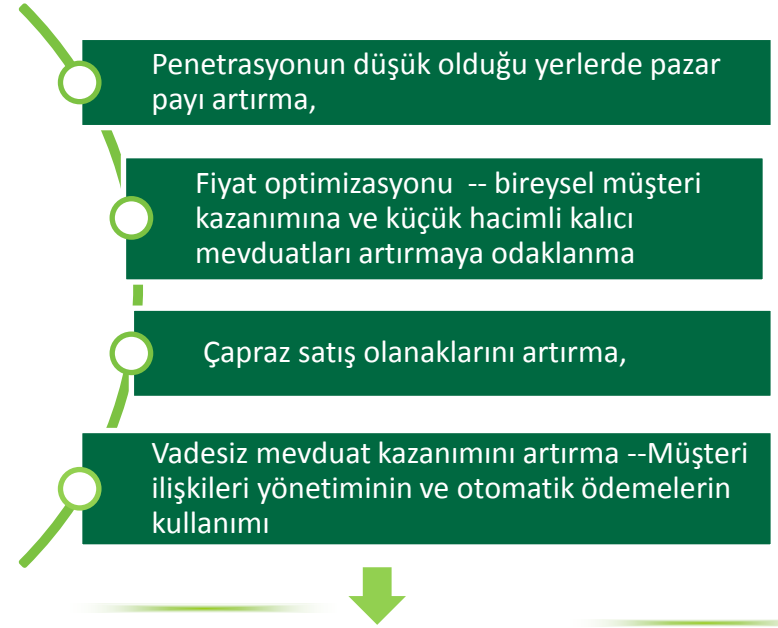 Penetrasyonun düşük olduğu yerlerde pazar
payı artırma,
Fiyat optimizasyonu -- bireysel müşteri
kazanımına ve küçük hacimli kalıcı
mevduatları artırmaya odaklanma
Çapraz satış olanaklarını artırma,
Vadesiz mevduat kazanımını artırma --Müşteri
ilişkileri yönetiminin ve otomatik ödemelerin
kullanımı